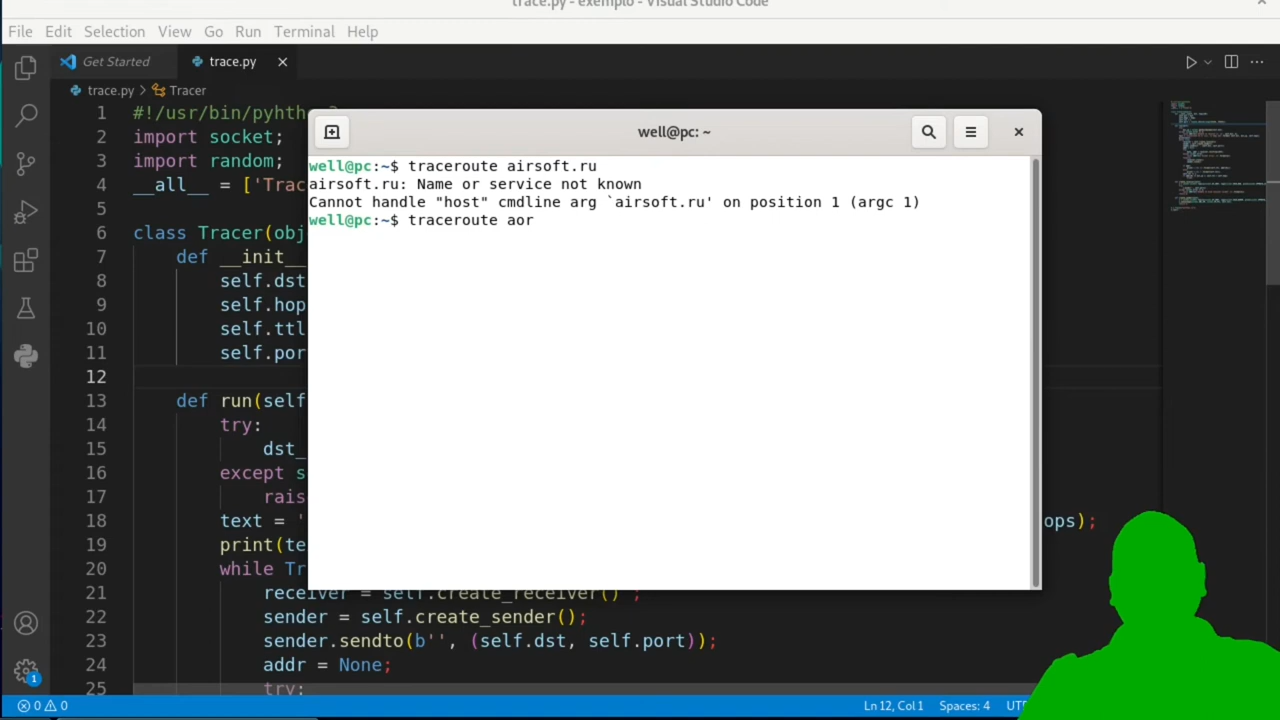 trace.py - exemplo - Visual Studio Code
File Edit Selection View Go Run Terminal Help
Get Started trace.py
trace.py > Tracer
1 #!/usr/bin/pyhth
2 import socket;
3 import random;
4 __all__ = ['Trac
5
6 class Tracer(obj
7 def __init__
8 self.dst
9 self.hop
10 self.ttl
11 self.por
12
13 def run(self
14 try:
15 dst_
16 except s
17 rais
18 text = ' ops);
19 print(te
20 while Tr
21 receiver = self.create_receiver() ;
22 sender = self.create_sender();
23 sender.sendto(b'', (self.dst, self.port));
24 addr = None;
25 try:
well@pc: ~
well@pc:~$ traceroute airsoft.ru
airsoft.ru: Name or service not known
Cannot handle "host" cmdline arg `airsoft.ru' on position 1 (argc 1)
well@pc:~$ traceroute aor
1
0 0 Ln 12, Col 1 Spaces: 4 UTF